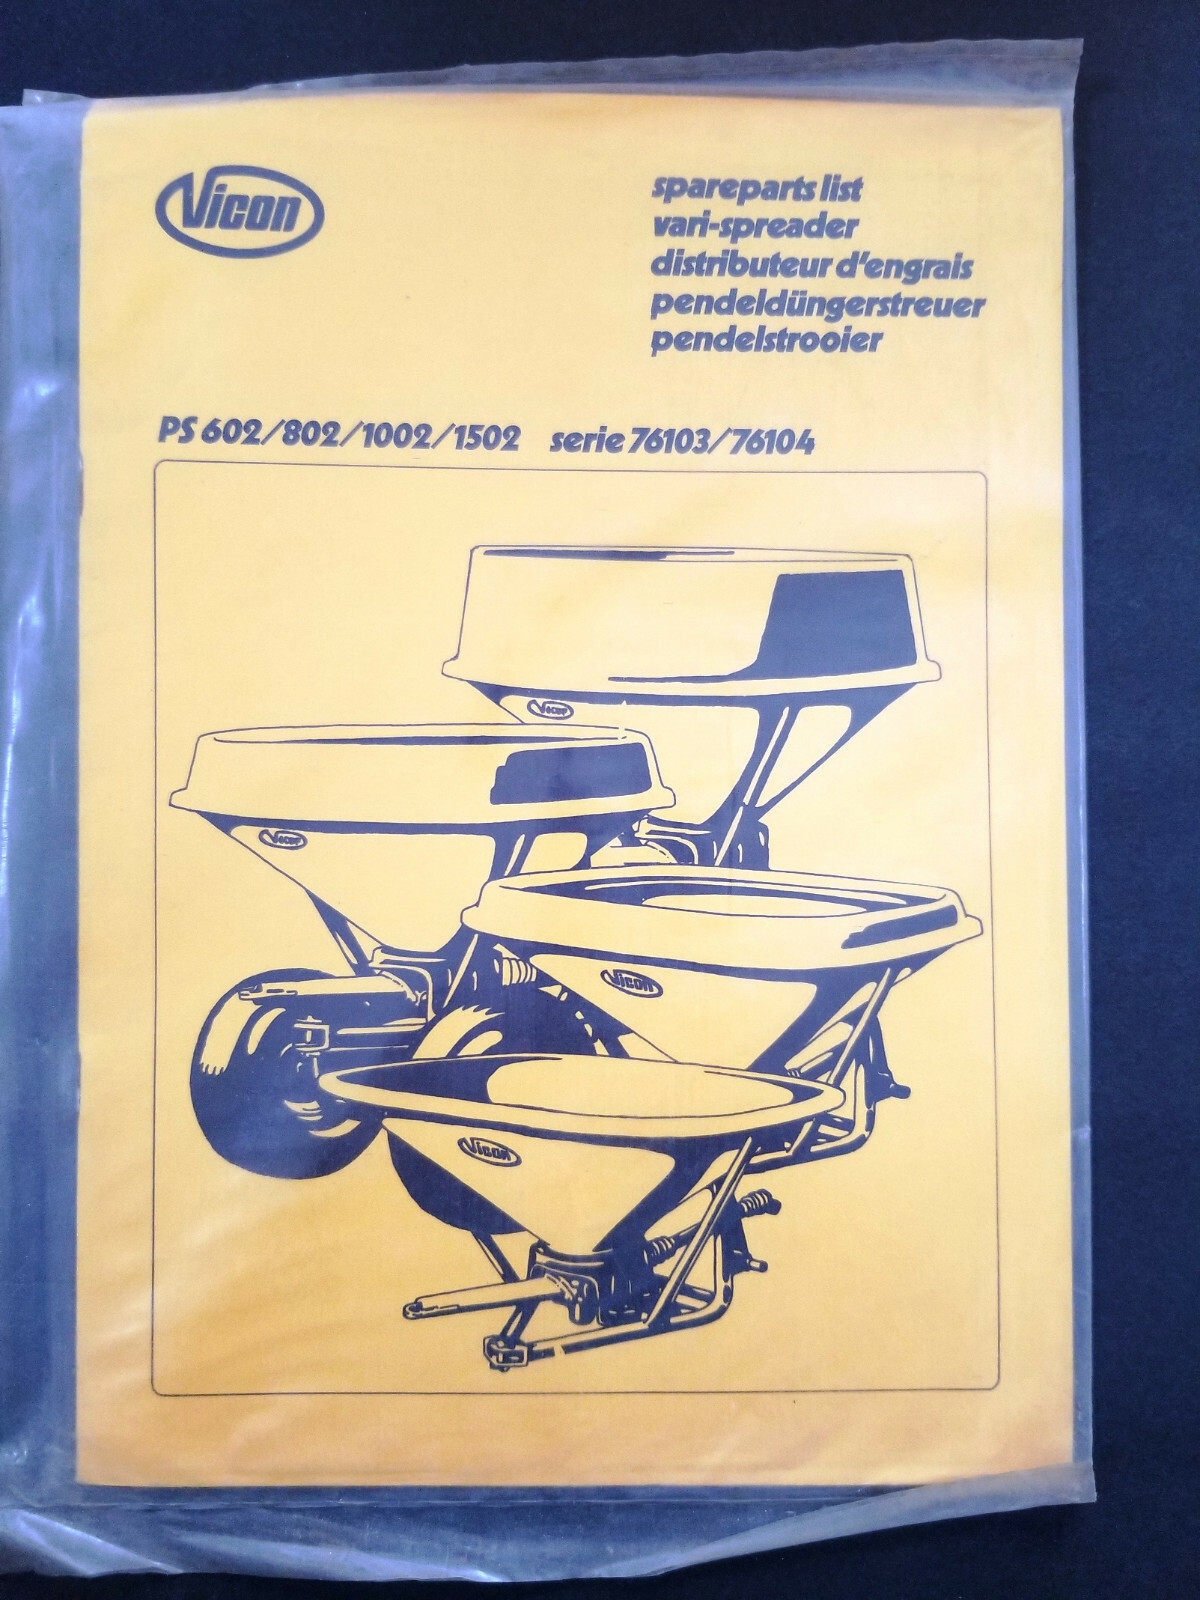 Vicon
spareparts list
vari-spreader
distributeur d'engrais
pendeldüngerstreuer
pendelstrooier
PS 602/802/1002/1502 serie 76103/76104
Vicon
Vicon
Vicon
Vicon